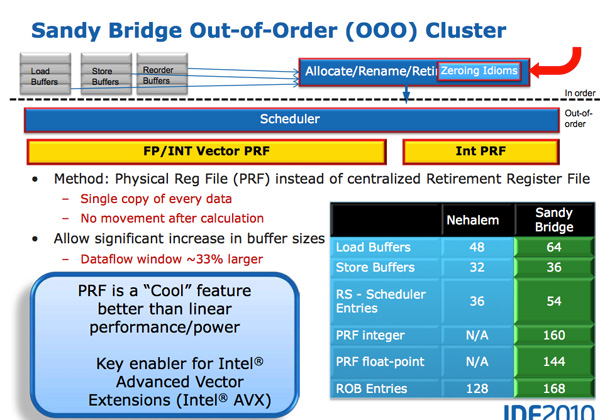 Sandy Bridge Out-of-Order (OOO) Cluster
Load Buffers
Store Buffers
Reorder Buffers
Allocate/Rename/Reti
Zeroing Idioms
In order
Scheduler
Out-of-order
FP/INT Vector PRF
Int PRF
• Method: Physical Reg File (PRF) instead of centralized Retirement Register File
– Single copy of every data
– No movement after calculation
• Allow significant increase in buffer sizes
– Dataflow window ~33% larger
PRF is a “Cool” feature
better than linear
performance/power
Key enabler for Intel®
Advanced Vector
Extensions (Intel® AVX)
Nehalem Sandy Bridge
Load Buffers 48 64
Store Buffers 32 36
RS - Scheduler Entries 36 54
PRF integer N/A 160
PRF float-point N/A 144
ROB Entries 128 168
IDF2010